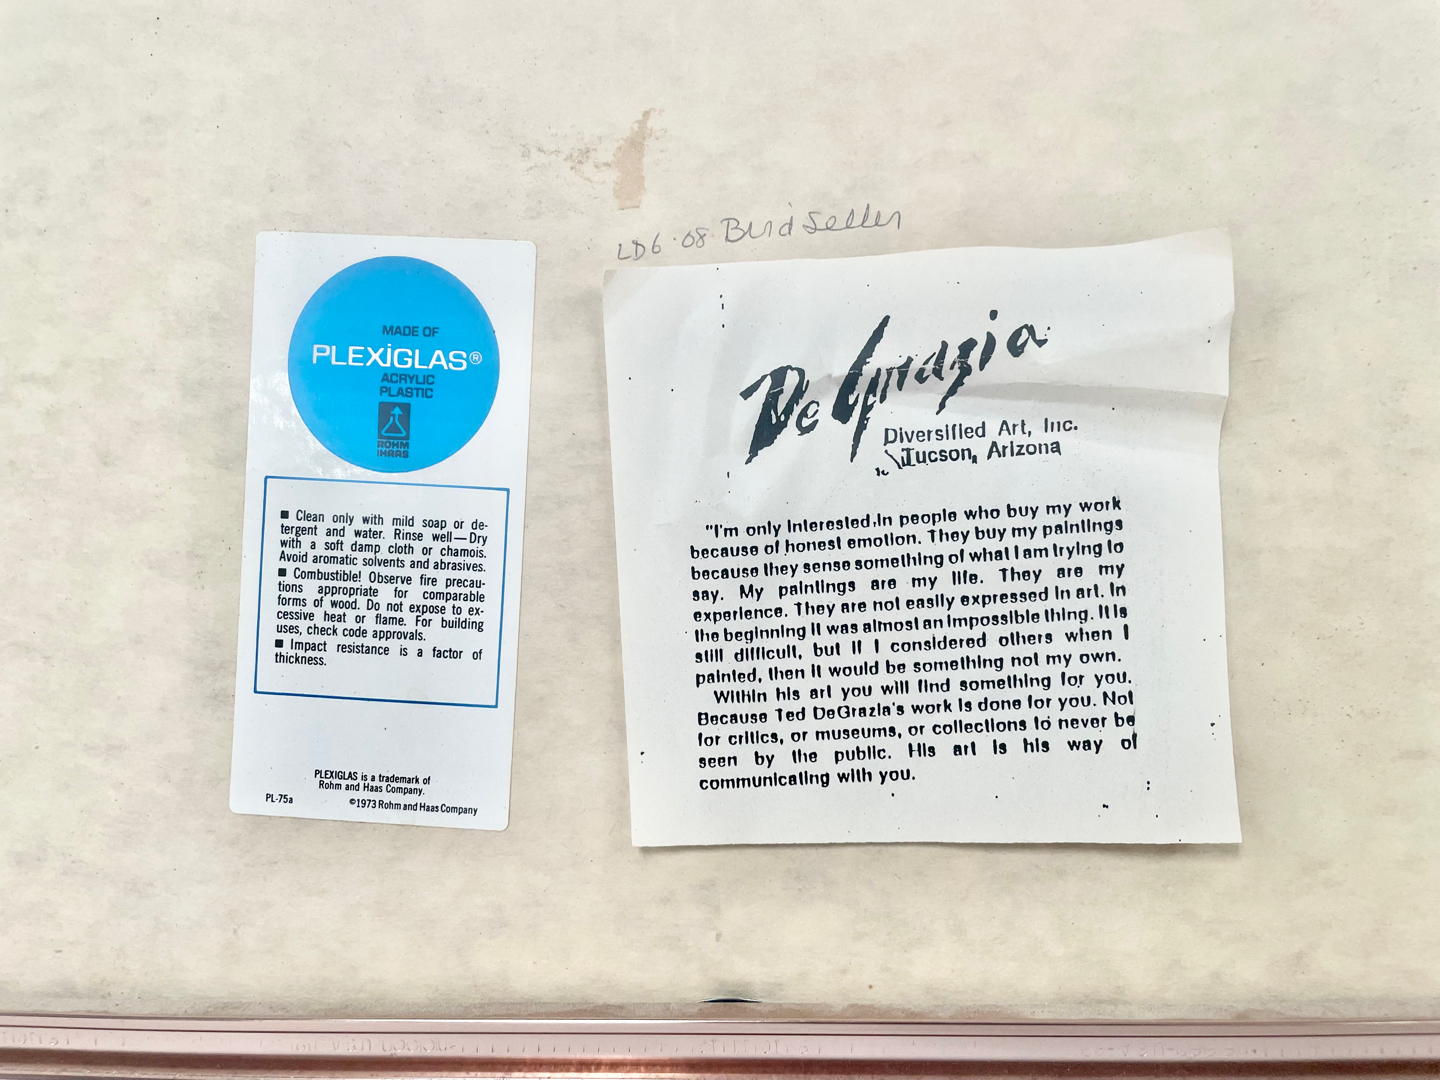 LD6-08 Bird Seller
MADE OF
PLEXIGLAS®
ACRYLIC
PLASTIC
ROHM
HAAS
■ Clean only with mild soap or de-
tergent and water. Rinse well—Dry
with a soft damp cloth or chamois.
Avoid aromatic solvents and abrasives.
■ Combustible! Observe fire precau-
tions appropriate for comparable
forms of wood. Do not expose to ex-
cessive heat or flame. For building
uses, check code approvals.
■ Impact resistance is a factor of
thickness.
PLEXIGLAS is a trademark of
Rohm and Haas Company.
PL-75a
©1973 Rohm and Haas Company
De Grazia
Diversified Art, Inc.
Tucson, Arizona
"I'm only interested in people who buy my work
because of honest emotion. They buy my paintings
because they sense something of what I am trying to
say. My paintings are my life. They are my
experience. They are not easily expressed in art. In
the beginning it was almost an impossible thing. It is
still difficult, but if I considered others when I
painted, then it would be something not my own.
Within his art you will find something for you.
Because Ted DeGrazia's work is done for you. Not
for critics, or museums, or collections to never be
seen by the public. His art is his way of
communicating with you.